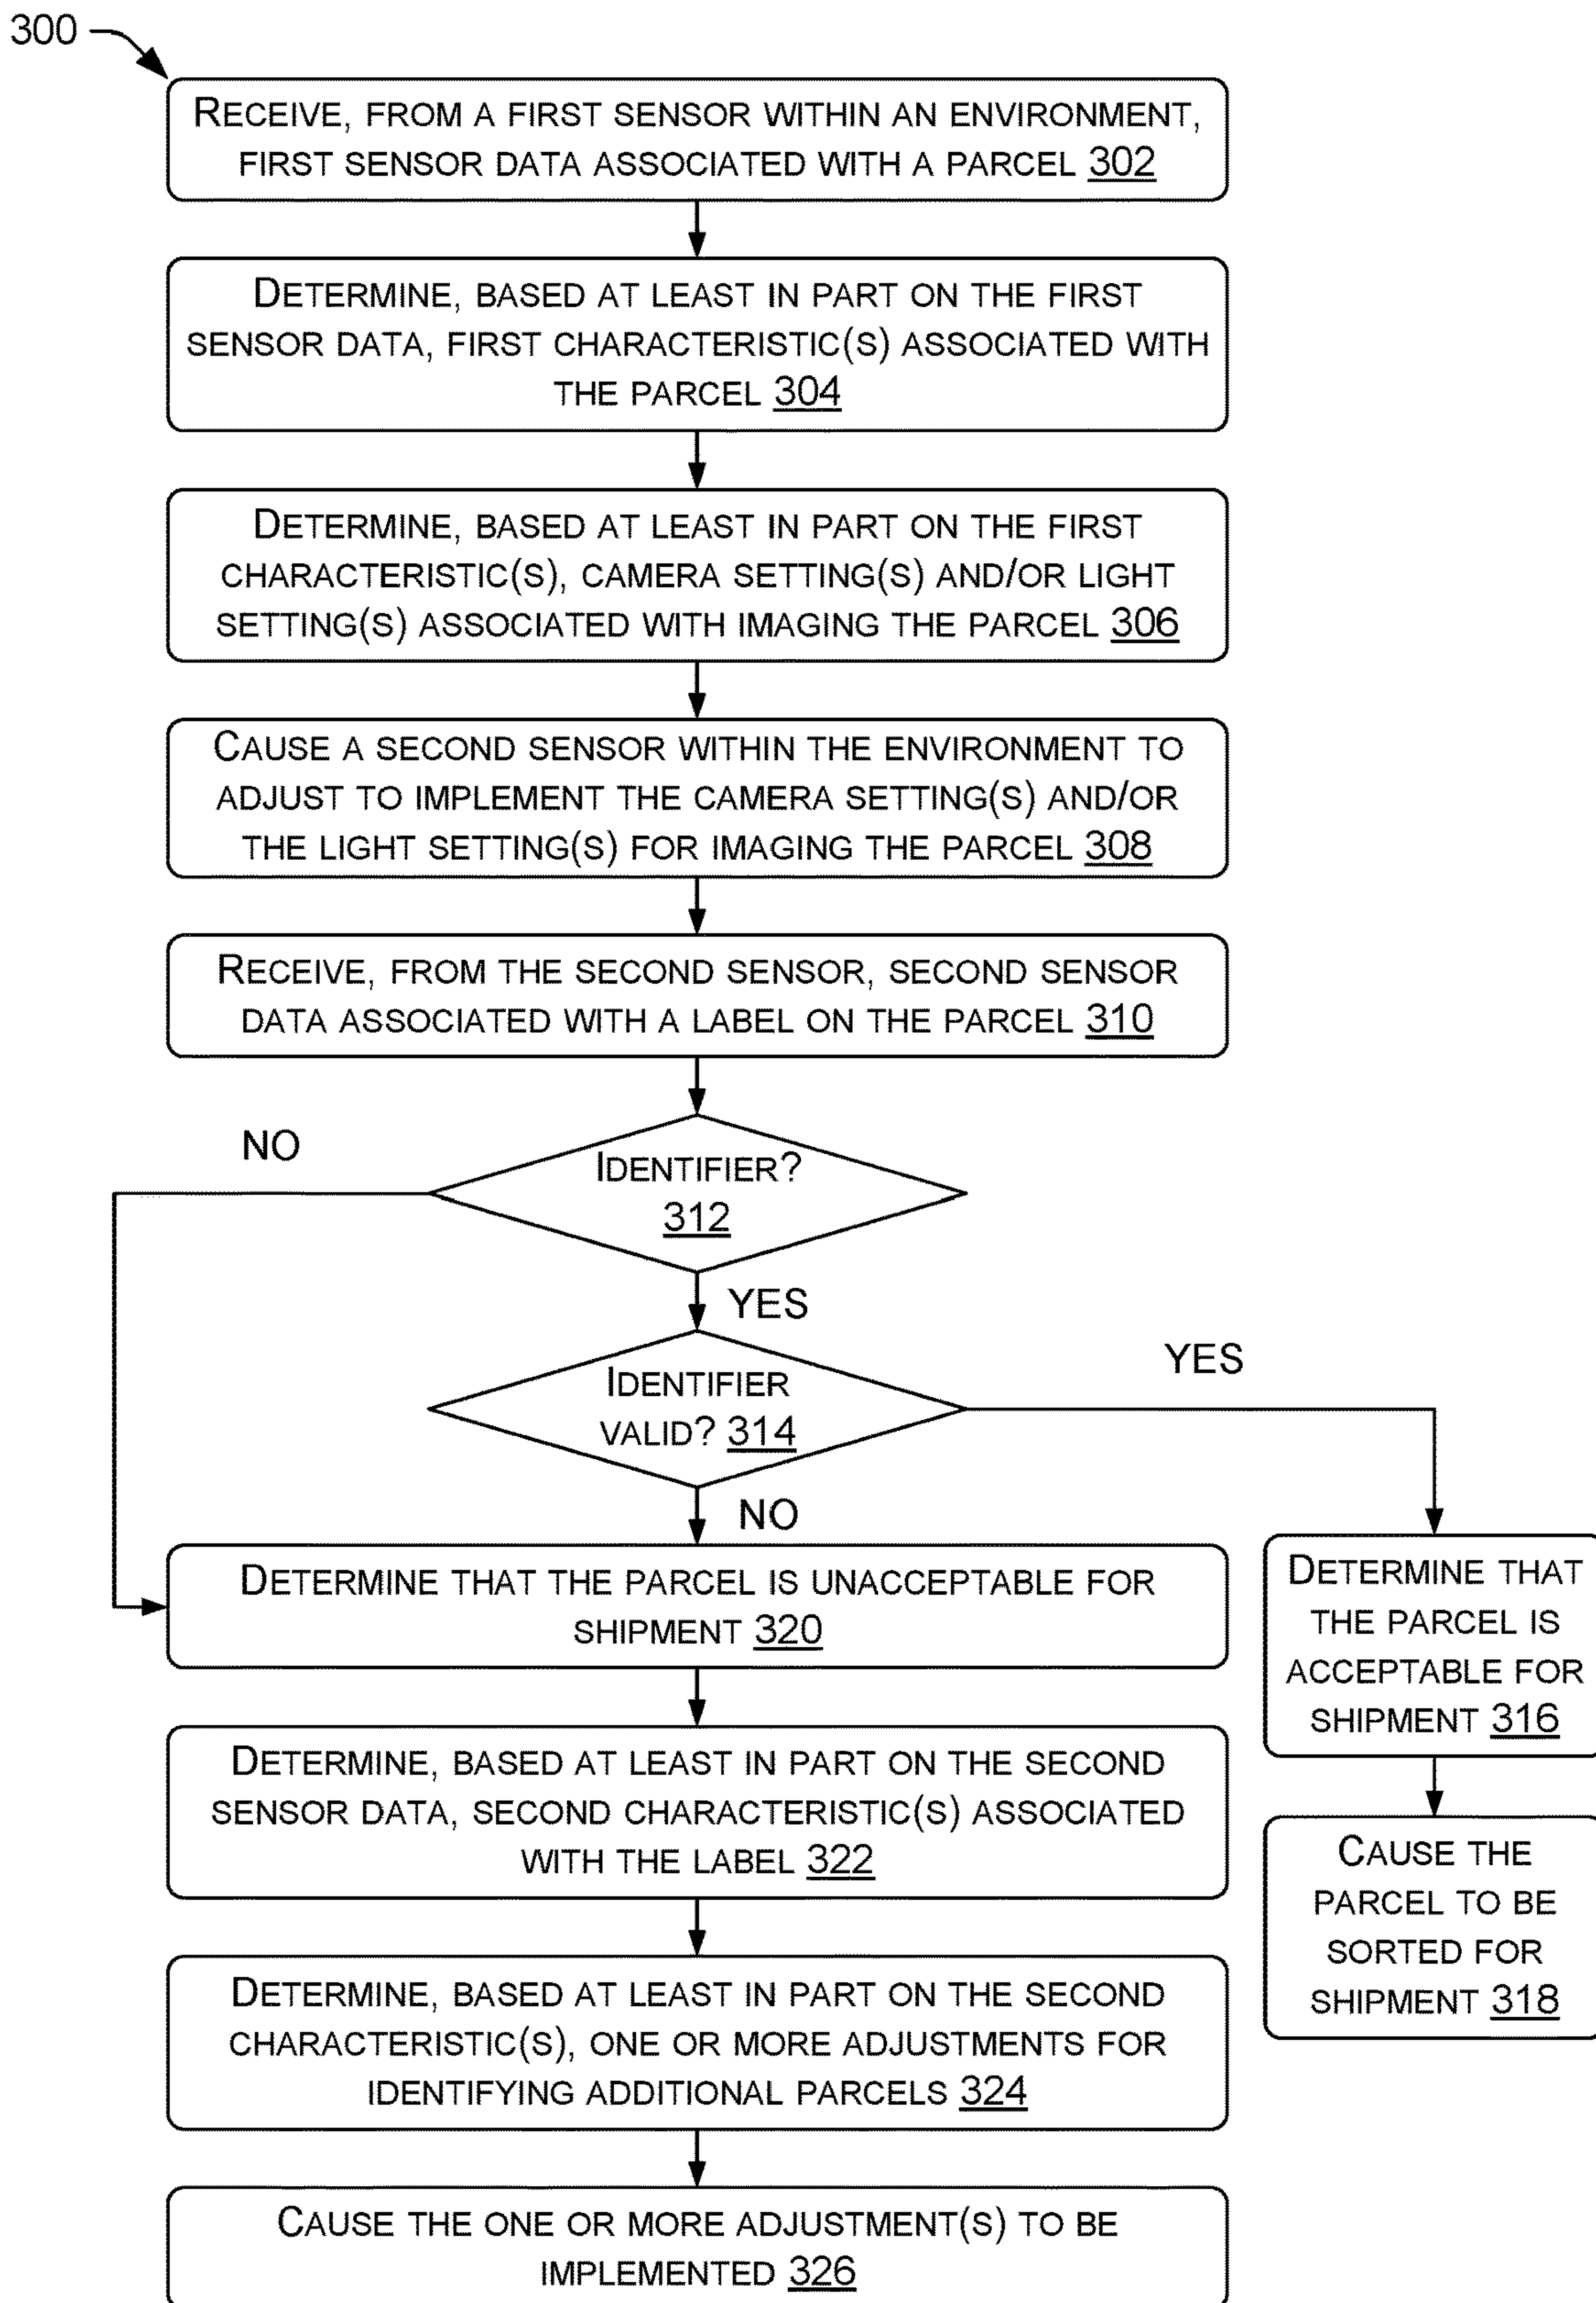 300
RECEIVE, FROM A FIRST SENSOR WITHIN AN ENVIRONMENT,
FIRST SENSOR DATA ASSOCIATED WITH A PARCEL 302
DETERMINE, BASED AT LEAST IN PART ON THE FIRST
SENSOR DATA, FIRST CHARACTERISTIC(S) ASSOCIATED WITH
THE PARCEL 304
DETERMINE, BASED AT LEAST IN PART ON THE FIRST
CHARACTERISTIC(S), CAMERA SETTING(S) AND/OR LIGHT
SETTING(S) ASSOCIATED WITH IMAGING THE PARCEL 306
CAUSE A SECOND SENSOR WITHIN THE ENVIRONMENT TO
ADJUST TO IMPLEMENT THE CAMERA SETTING(S) AND/OR
THE LIGHT SETTING(S) FOR IMAGING THE PARCEL 308
RECEIVE, FROM THE SECOND SENSOR, SECOND SENSOR
DATA ASSOCIATED WITH A LABEL ON THE PARCEL 310
NO
IDENTIFIER?
312
YES
IDENTIFIER
VALID? 314
YES
NO
DETERMINE THAT THE PARCEL IS UNACCEPTABLE FOR
SHIPMENT 320
DETERMINE THAT
THE PARCEL IS
ACCEPTABLE FOR
SHIPMENT 316
DETERMINE, BASED AT LEAST IN PART ON THE SECOND
SENSOR DATA, SECOND CHARACTERISTIC(S) ASSOCIATED
WITH THE LABEL 322
CAUSE THE
PARCEL TO BE
SORTED FOR
SHIPMENT 318
DETERMINE, BASED AT LEAST IN PART ON THE SECOND
CHARACTERISTIC(S), ONE OR MORE ADJUSTMENTS FOR
IDENTIFYING ADDITIONAL PARCELS 324
CAUSE THE ONE OR MORE ADJUSTMENT(S) TO BE
IMPLEMENTED 326